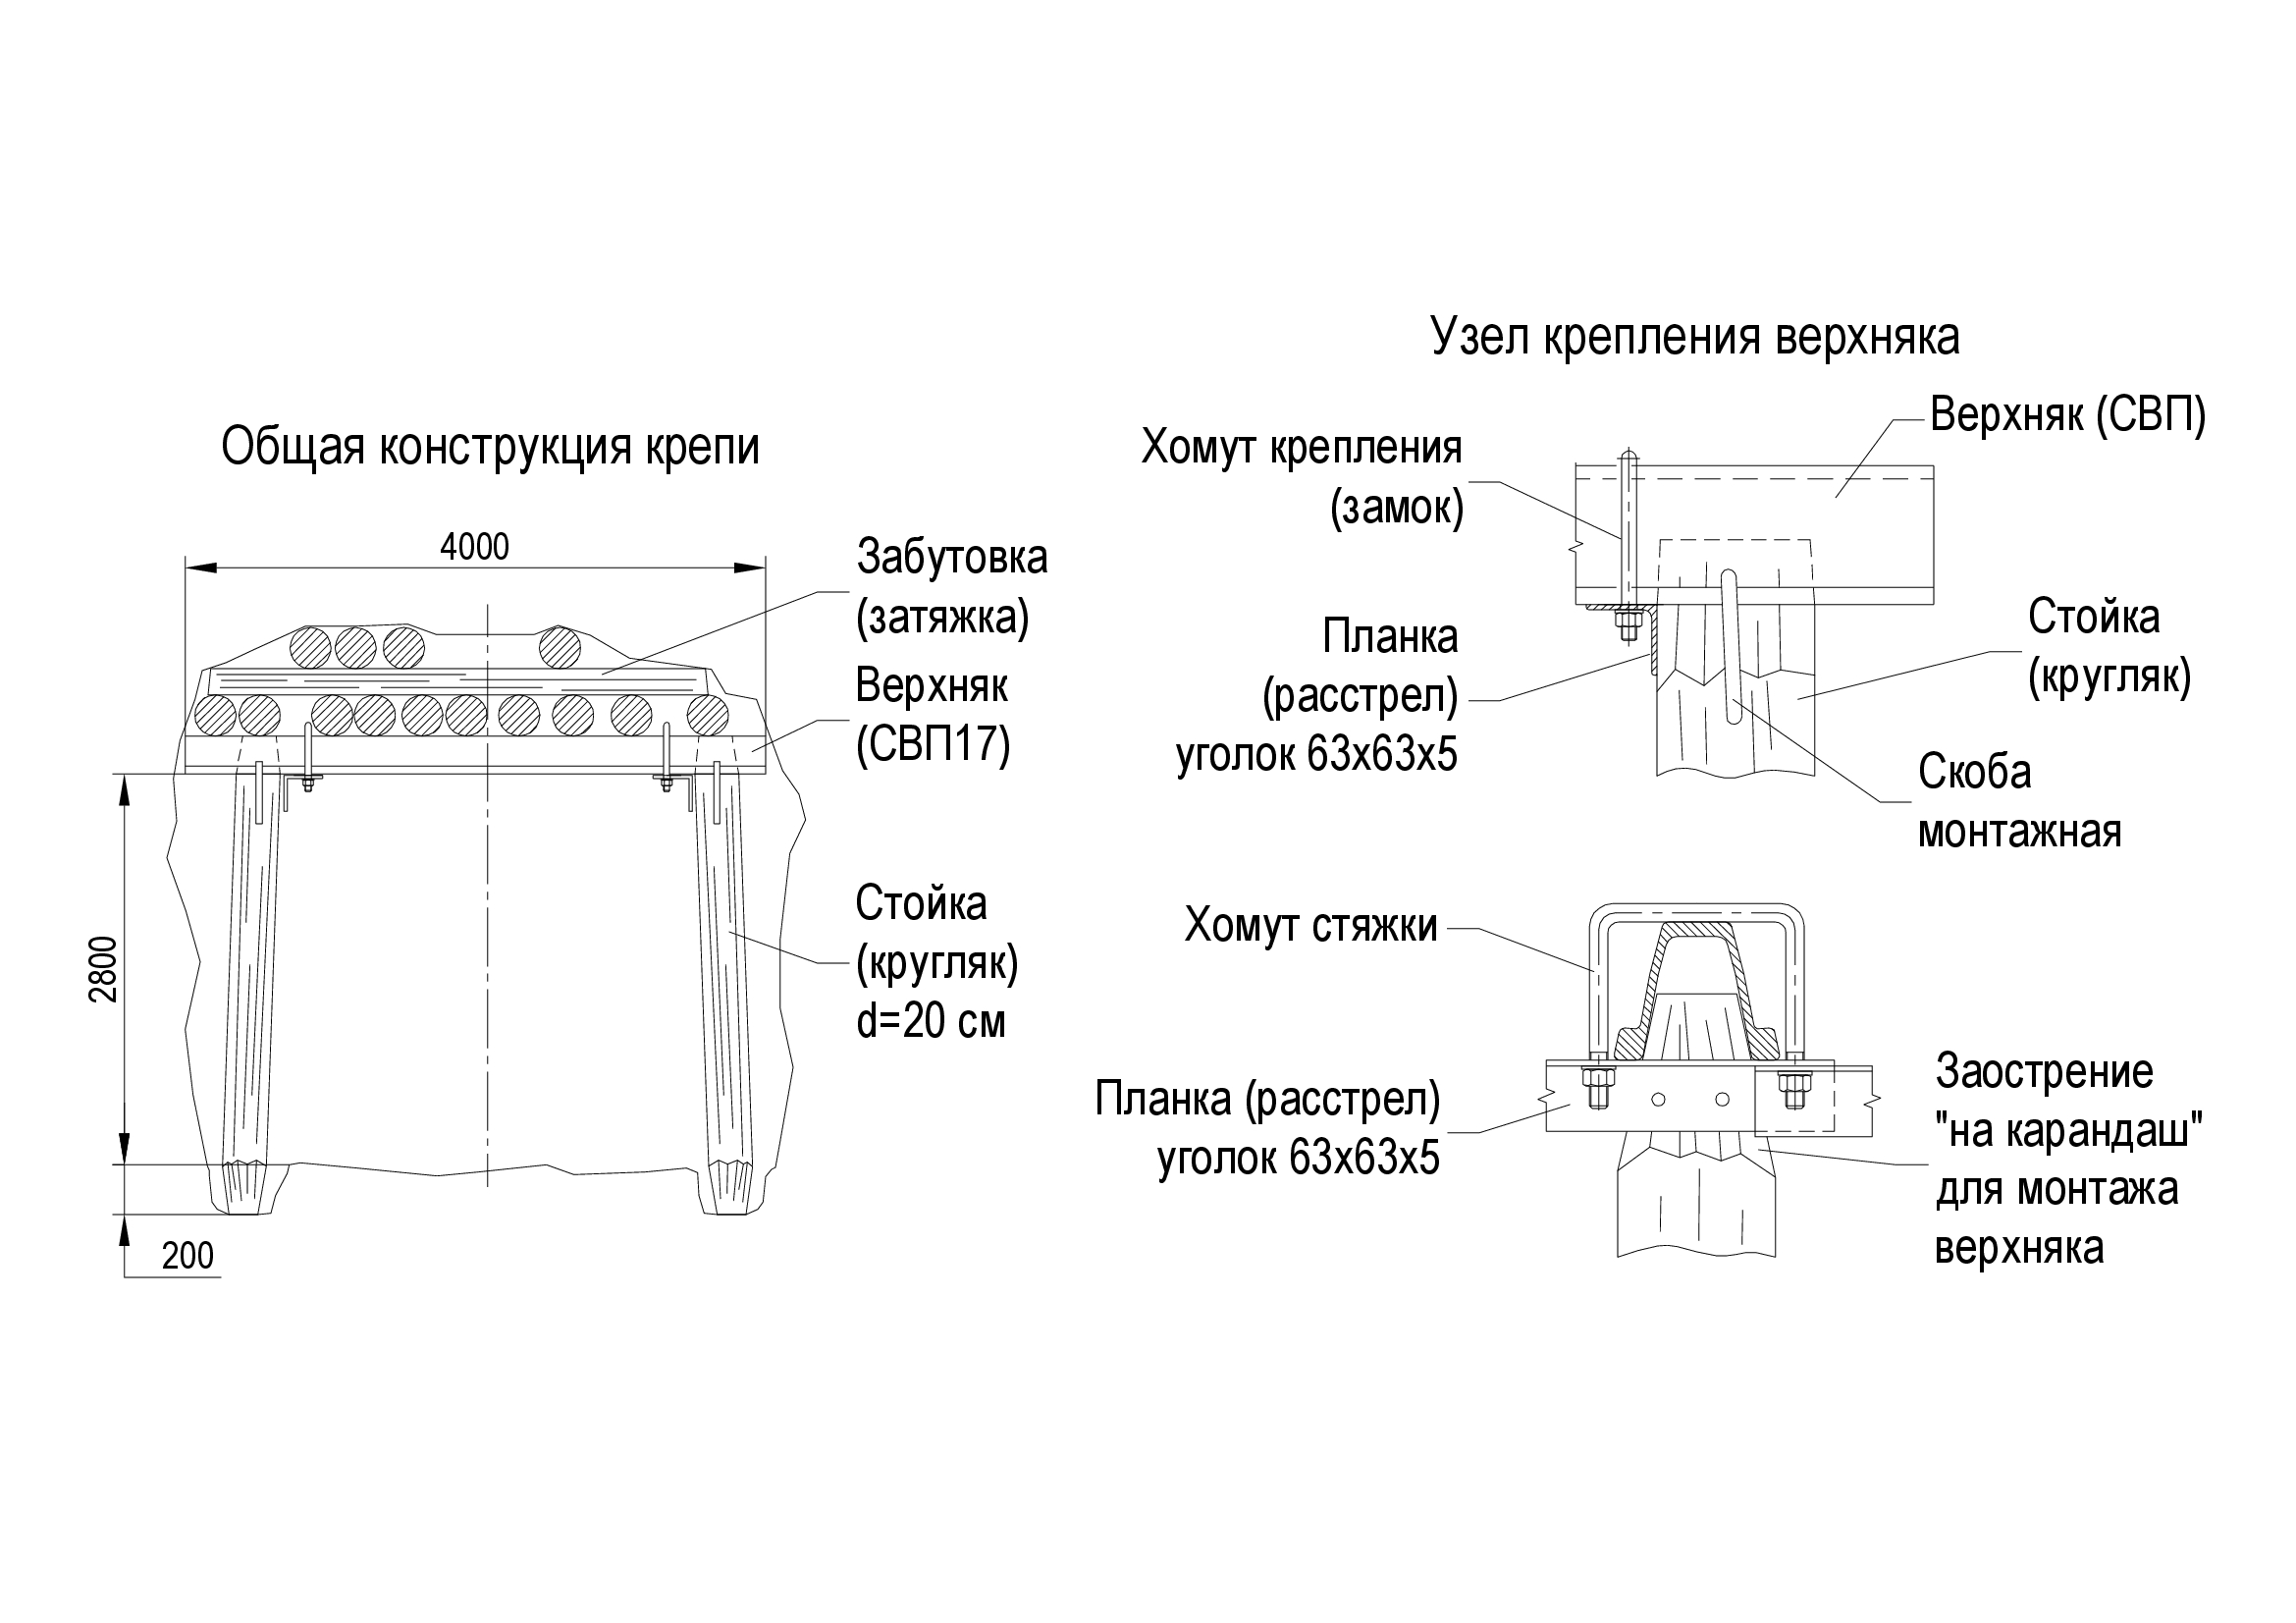 Общая конструкция крепи
4000
Забутовка
(затяжка)
Верхняк
(СВП17)
2800
Стойка
(кругляк)
d=20 см
200
Узел крепления верхняка
Верхняк (СВП)
Хомут крепления
(замок)
Планка
(расстрел)
уголок 63х63х5
Стойка
(кругляк)
Скоба
монтажная
Хомут стяжки
Планка (расстрел)
уголок 63х63х5
Заострение
"на карандаш"
для монтажа
верхняка